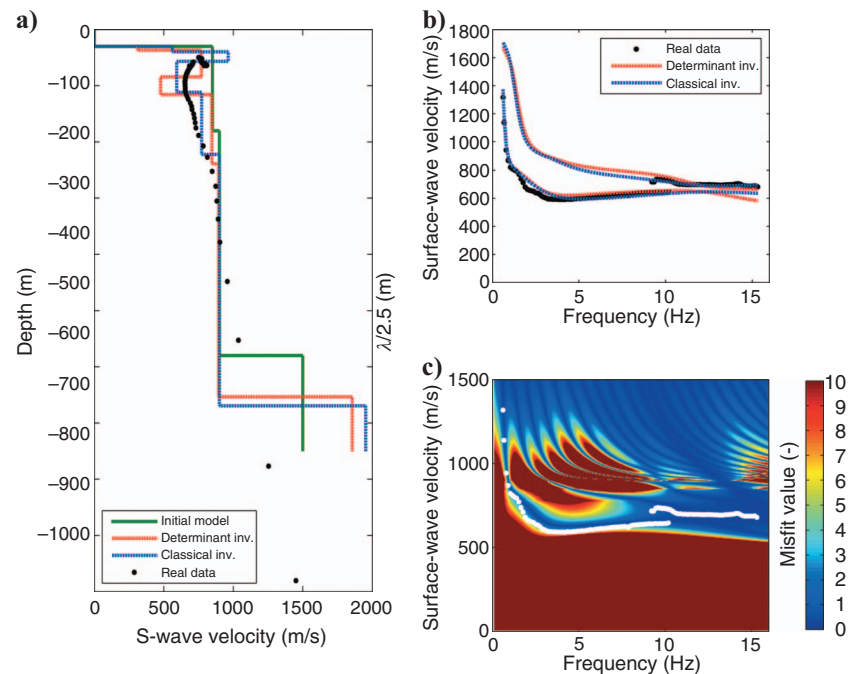 a)
0
−100
−200
−300
−400
−500
−600
−700
−800
−900
−1000
Depth (m)
λ/2.5 (m)
Initial model
Determinant inv.
Classical inv.
Real data
0 500 1000 1500 2000
S-wave velocity (m/s)
b)
1800
1600
1400
1200
1000
800
600
400
200
0
Surface-wave velocity (m/s)
Real data
Determinant inv.
Classical inv.
0 5 10 15
Frequency (Hz)
c)
1500
1000
500
0
Surface-wave velocity (m/s)
0 5 10 15
Frequency (Hz)
10
9
8
7
6
5
4
3
2
1
0
Misfit value (-)